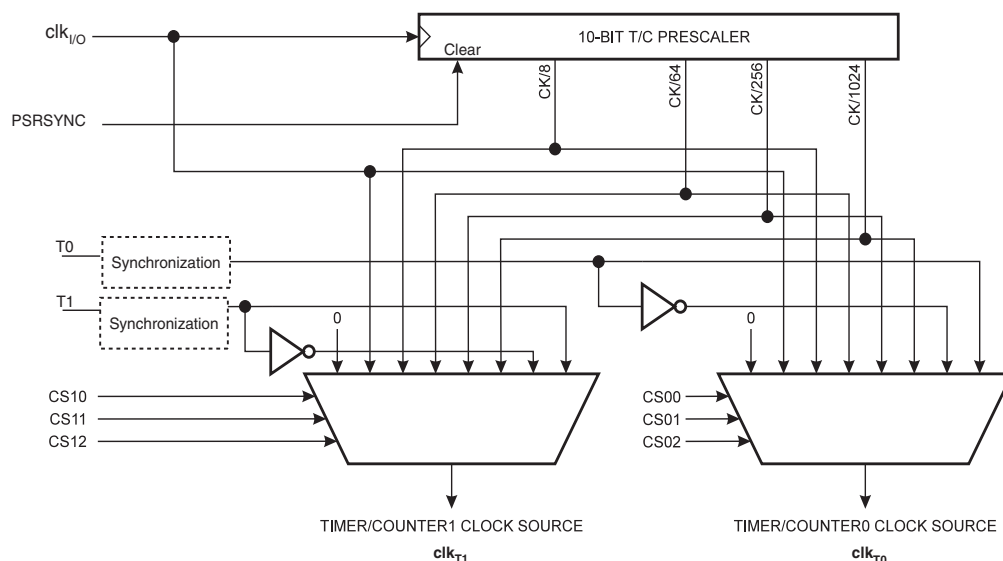 clkI/O
10-BIT T/C PRESCALER
Clear
PSRSYNC
CK/8
CK/64
CK/256
CK/1024
T0
Synchronization
T1
Synchronization
0
0
CS10
CS11
CS12
CS00
CS01
CS02
TIMER/COUNTER1 CLOCK SOURCE
clkT1
TIMER/COUNTER0 CLOCK SOURCE
clkT0